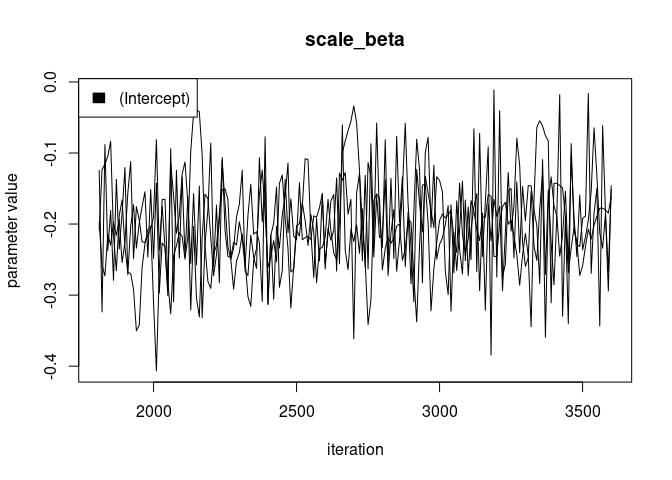 scale_beta
(Intercept)
0.0
-0.1
-0.2
-0.3
-0.4
parameter value
2000 2500 3000 3500
iteration